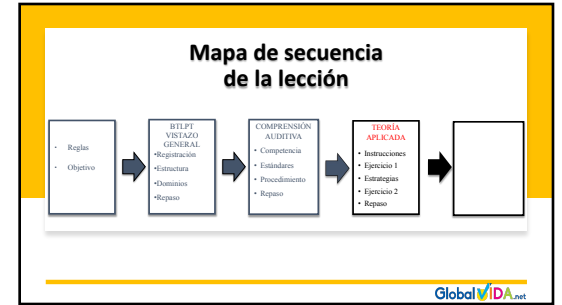 Mapa de secuencia
de la lección
• Reglas
• Objetivo
BTLPT
VISTAZO
GENERAL
•Registración
•Estructura
•Dominios
•Repaso
COMPRENSIÓN
AUDITIVA
• Competencia
• Estándares
• Procedimiento
• Repaso
TEORÍA
APLICADA
• Instrucciones
• Ejercicio 1
• Estrategias
• Ejercicio 2
• Repaso
GlobalVIDA.net